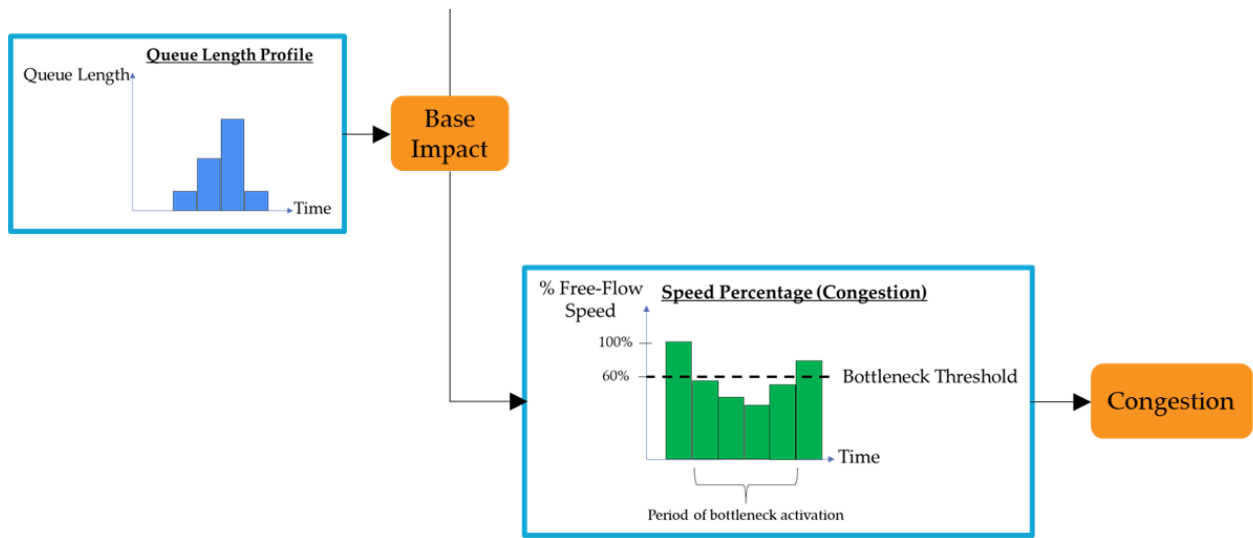 Queue Length Profile
Queue Length
Time
Base
Impact
% Free-Flow
Speed
Speed Percentage (Congestion)
100%
60%
Bottleneck Threshold
Time
Period of bottleneck activation
Congestion